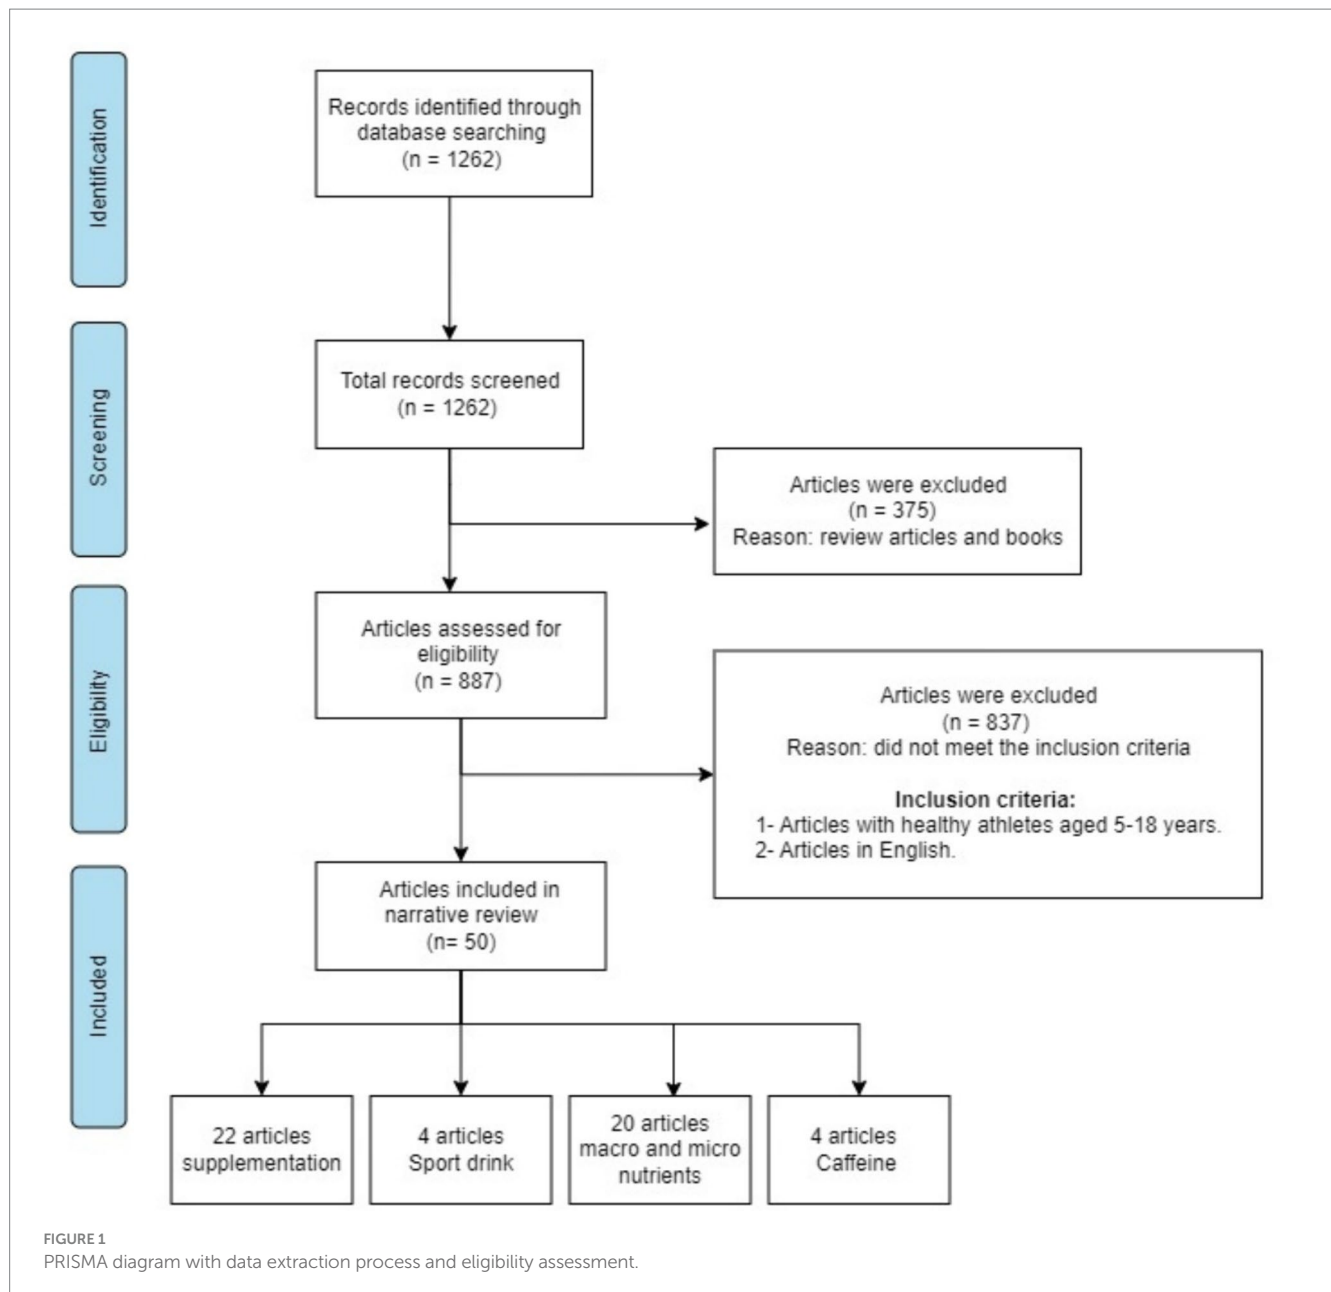 Identification
Records identified through
database searching
(n = 1262)
Screening
Total records screened
(n = 1262)
Articles were excluded
(n = 375)
Reason: review articles and books
Eligibility
Articles assessed for
eligibility
(n = 887)
Articles were excluded
(n = 837)
Reason: did not meet the inclusion criteria
Inclusion criteria:
1- Articles with healthy athletes aged 5-18 years.
2- Articles in English.
Included
Articles included in
narrative review
(n= 50)
22 articles
supplementation
4 articles
Sport drink
20 articles
macro and micro
nutrients
4 articles
Caffeine
FIGURE 1
PRISMA diagram with data extraction process and eligibility assessment.